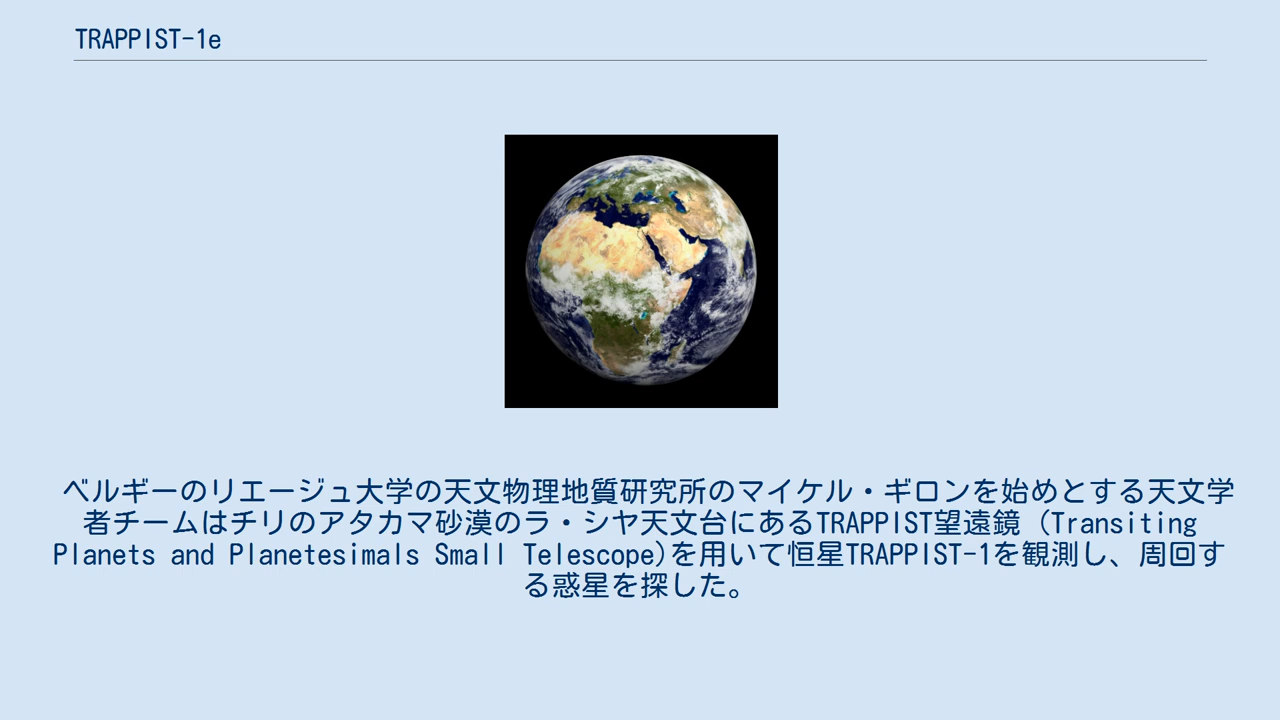 TRAPPIST-1e
ベルギーのリエージュ大学の天文物理地質研究所のマイケル・ギロンを始めとする天文学
者チームはチリのアタカマ砂漠のラ・シヤ天文台にあるTRAPPIST望遠鏡 (Transiting
Planets and Planetesimals Small Telescope)を用いて恒星TRAPPIST-1を観測し、周回す
る惑星を探した。